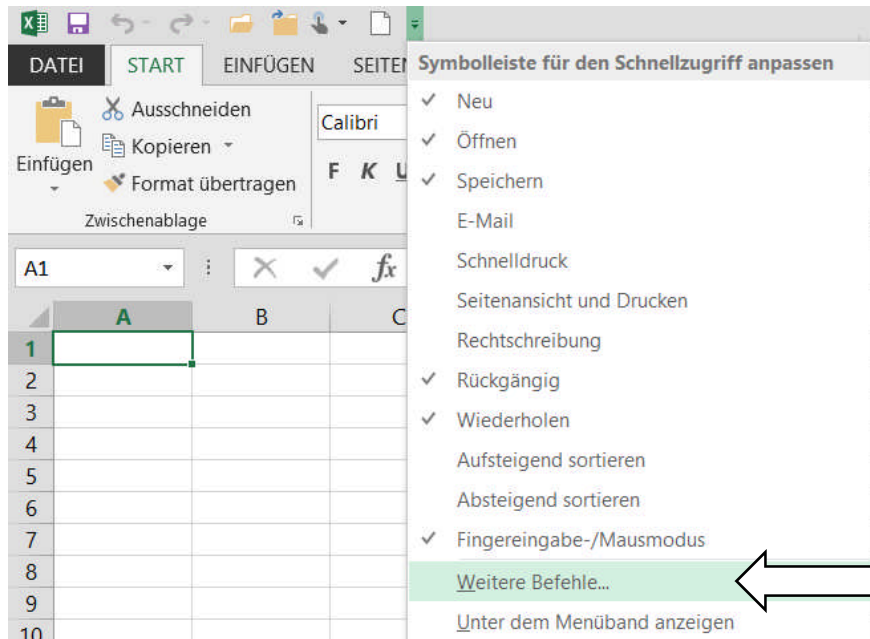 DATEI START EINFÜGEN
Ausschneiden
Kopieren
Einfügen
Format übertragen
Zwischenablage
Calibri
F K U
A1
fx
A B C
1
2
3
4
5
6
7
8
9
10
Symbolleiste für den Schnellzugriff anpassen
Neu
Öffnen
Speichern
E-Mail
Schnelldruck
Seitenansicht und Drucken
Rechtschreibung
Rückgängig
Wiederholen
Aufsteigend sortieren
Absteigend sortieren
Fingereingabe-/Mausmodus
Weitere Befehle...
Unter dem Menüband anzeigen